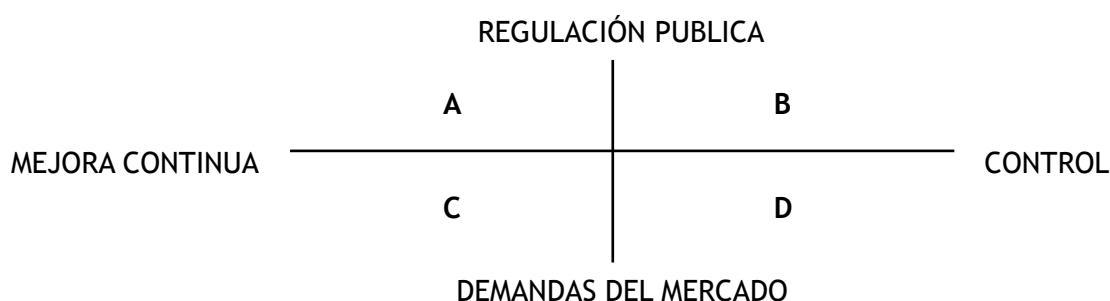 REGULACIÓN PUBLICA
A B
MEJORA CONTINUA CONTROL
C D
DEMANDAS DEL MERCADO